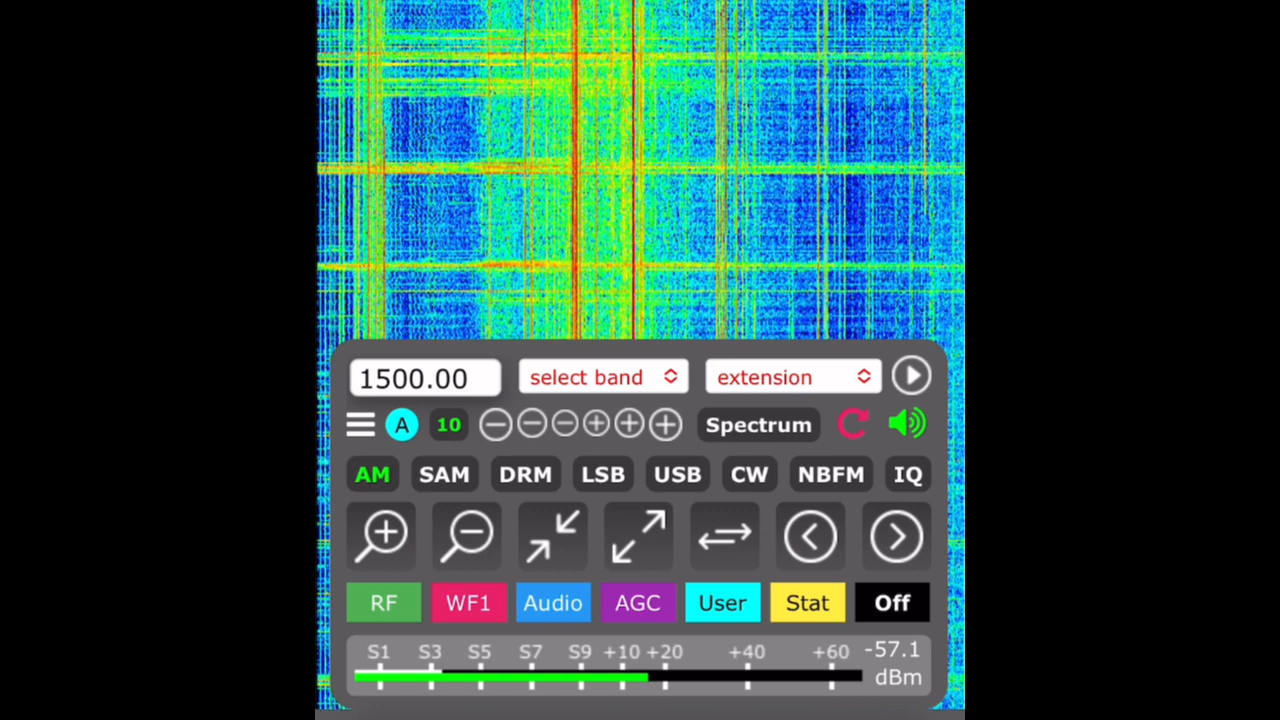 1500.00 select band extension
A 10 Spectrum
AM SAM DRM LSB USB CW NBFM IQ
RF WF1 Audio AGC User Stat Off
S1 S3 S5 S7 S9 +10 +20 +40 +60 -57.1
dBm